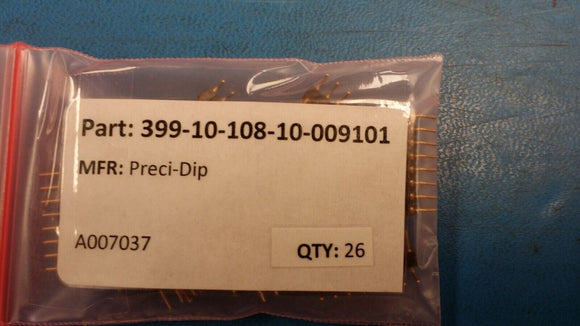 Part: 399-10-108-10-009101
MFR: Preci-Dip
A007037
QTY: 26